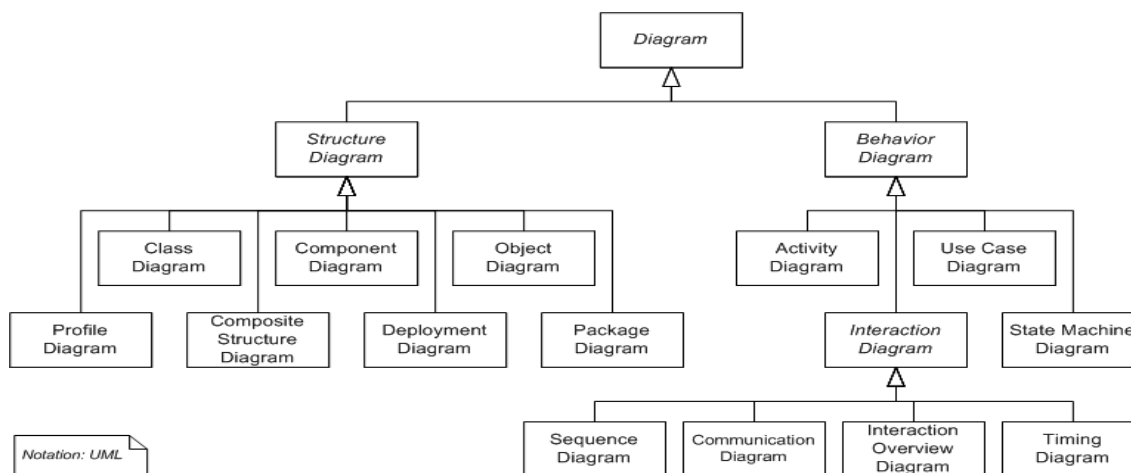 Diagram
Structure
Diagram
Behavior
Diagram
Class
Diagram
Component
Diagram
Object
Diagram
Activity
Diagram
Use Case
Diagram
Profile
Diagram
Composite
Structure
Diagram
Deployment
Diagram
Package
Diagram
Interaction
Diagram
State Machine
Diagram
Sequence
Diagram
Communication
Diagram
Interaction
Overview
Diagram
Timing
Diagram
Notation: UML